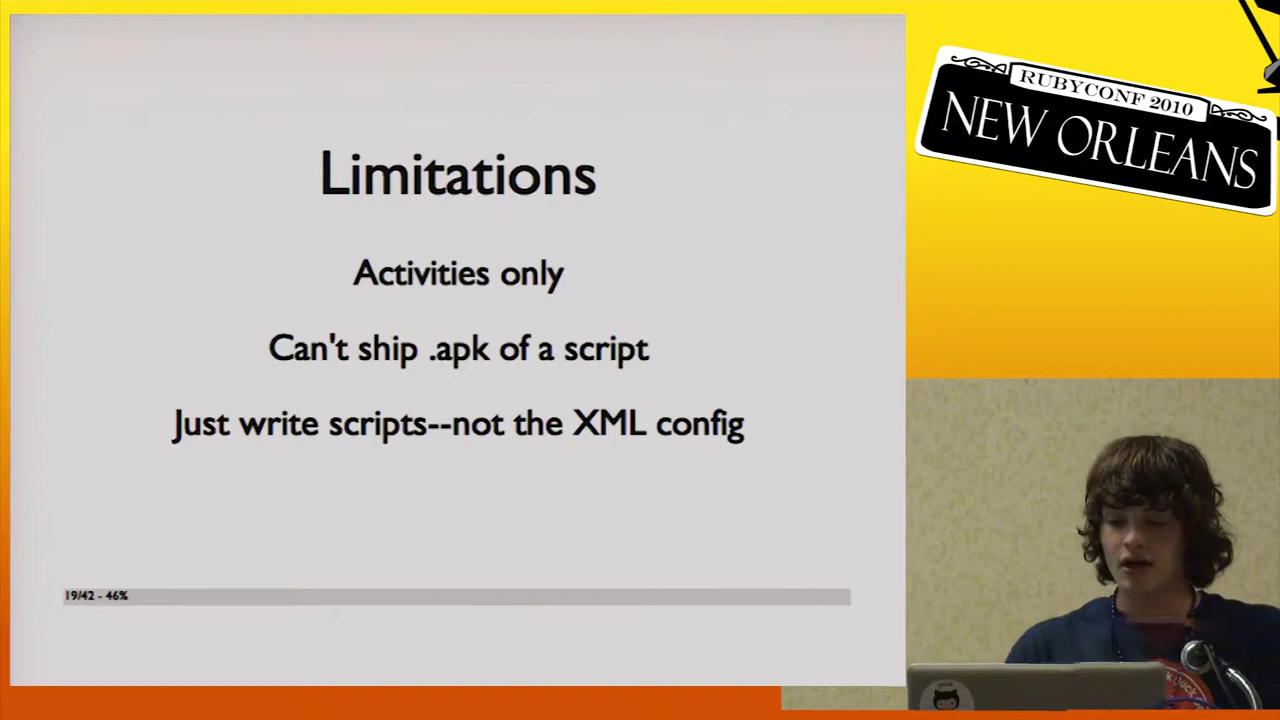 RUBYCONF 2010
NEW ORLEANS
Limitations
Activities only
Can't ship .apk of a script
Just write scripts--not the XML config
19/42 - 46%